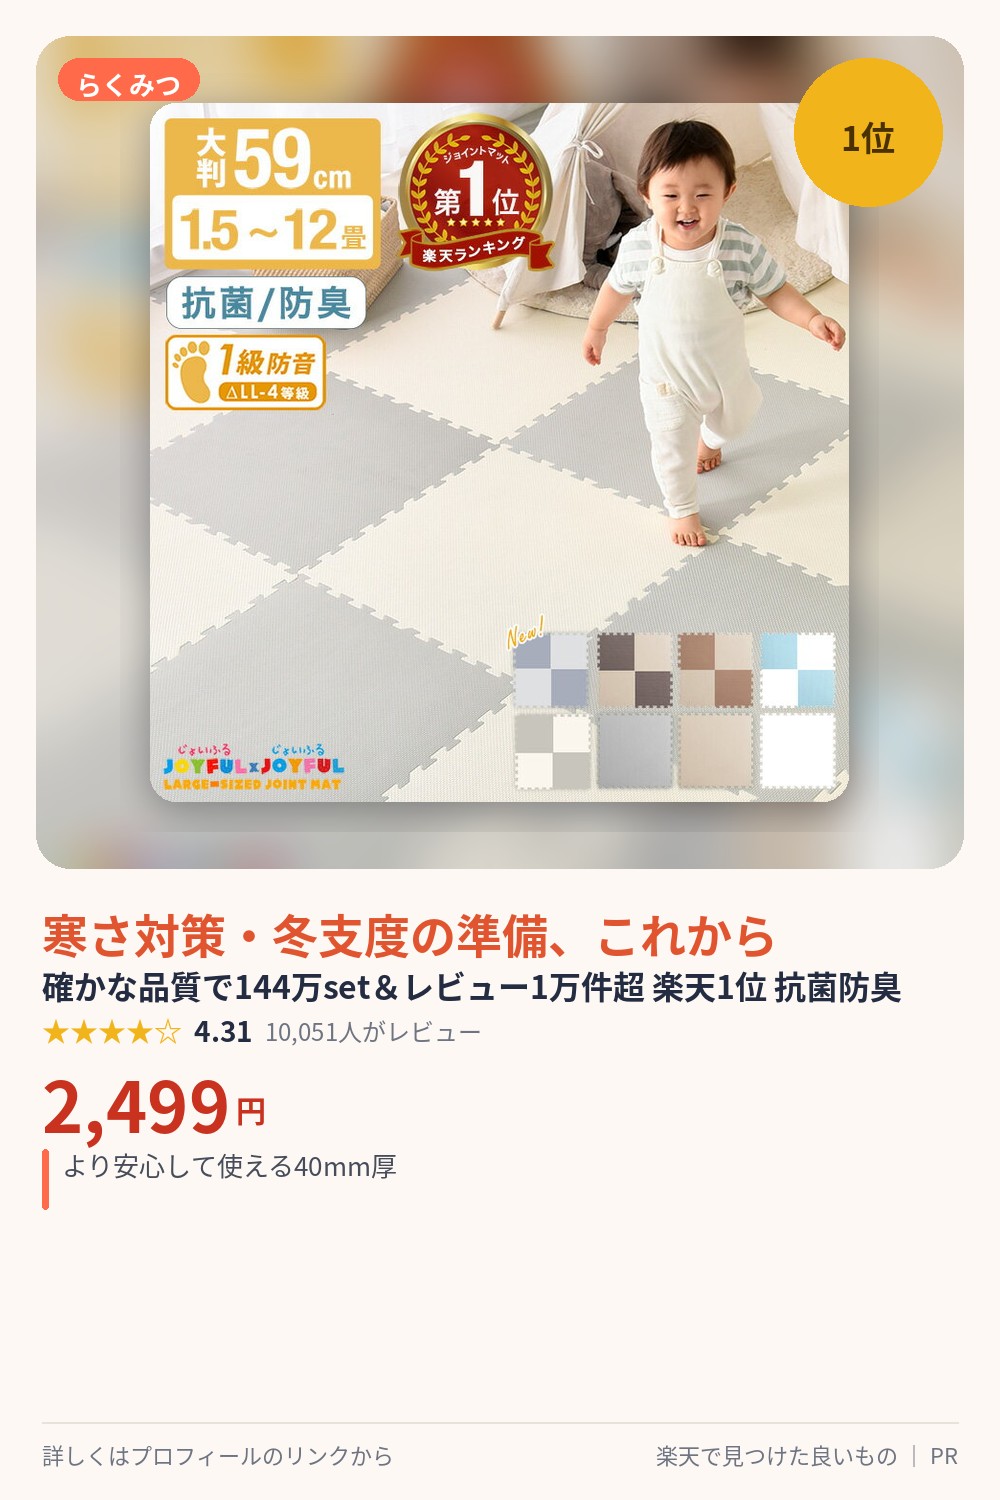 らくみつ
1位
大判59cm
1.5～12畳
ジョイントマット
第1位
楽天ランキング
抗菌/防臭
1級防音
ΔLL-4等級
New!
じょいふる じょいふる
JOYFULxJOYFUL
LARGE-SIZED JOINT MAT
寒さ対策・冬支度の準備、これから
確かな品質で144万set＆レビュー1万件超 楽天1位 抗菌防臭
★★★★☆ 4.31 10,051人がレビュー
2,499円
より安心して使える40mm厚
詳しくはプロフィールのリンクから
楽天で見つけた良いもの｜PR